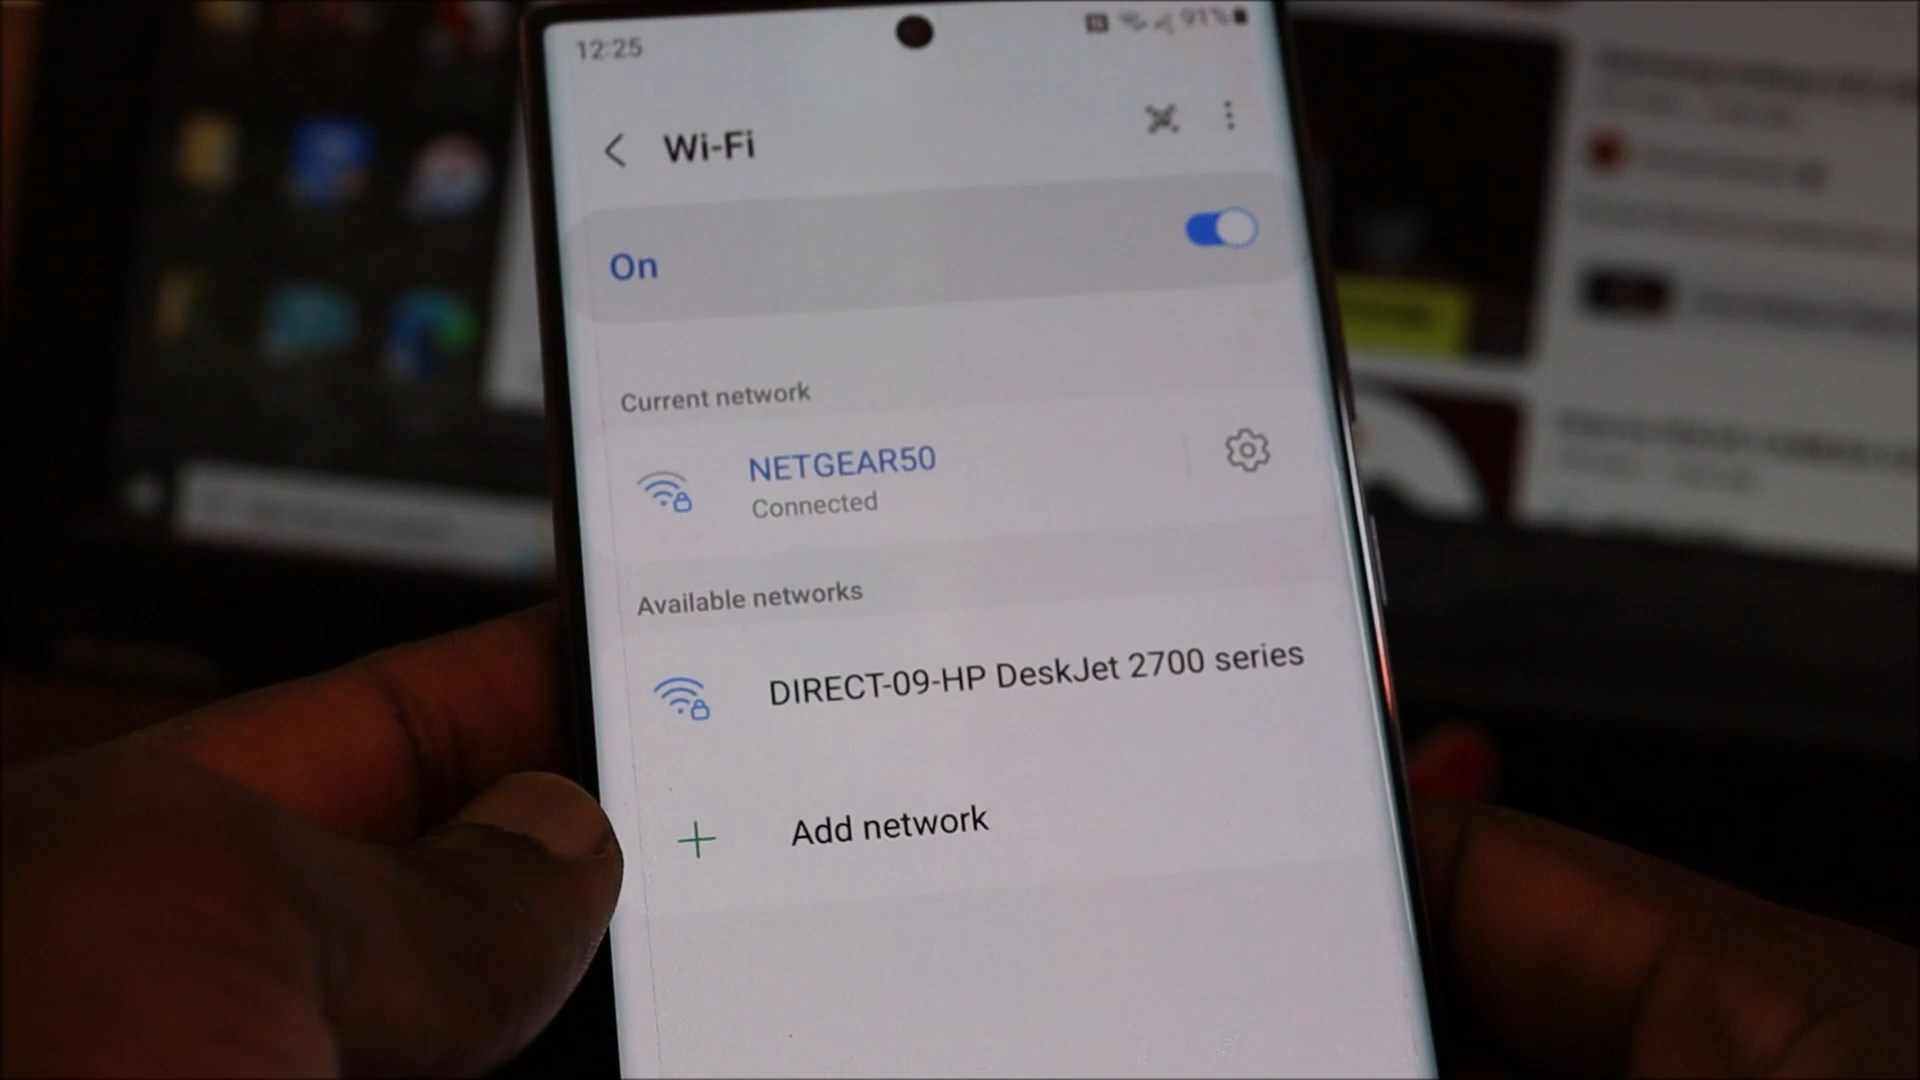 12:25
91%
Wi-Fi
On
Current network
NETGEAR50
Connected
Available networks
DIRECT-09-HP DeskJet 2700 series
Add network